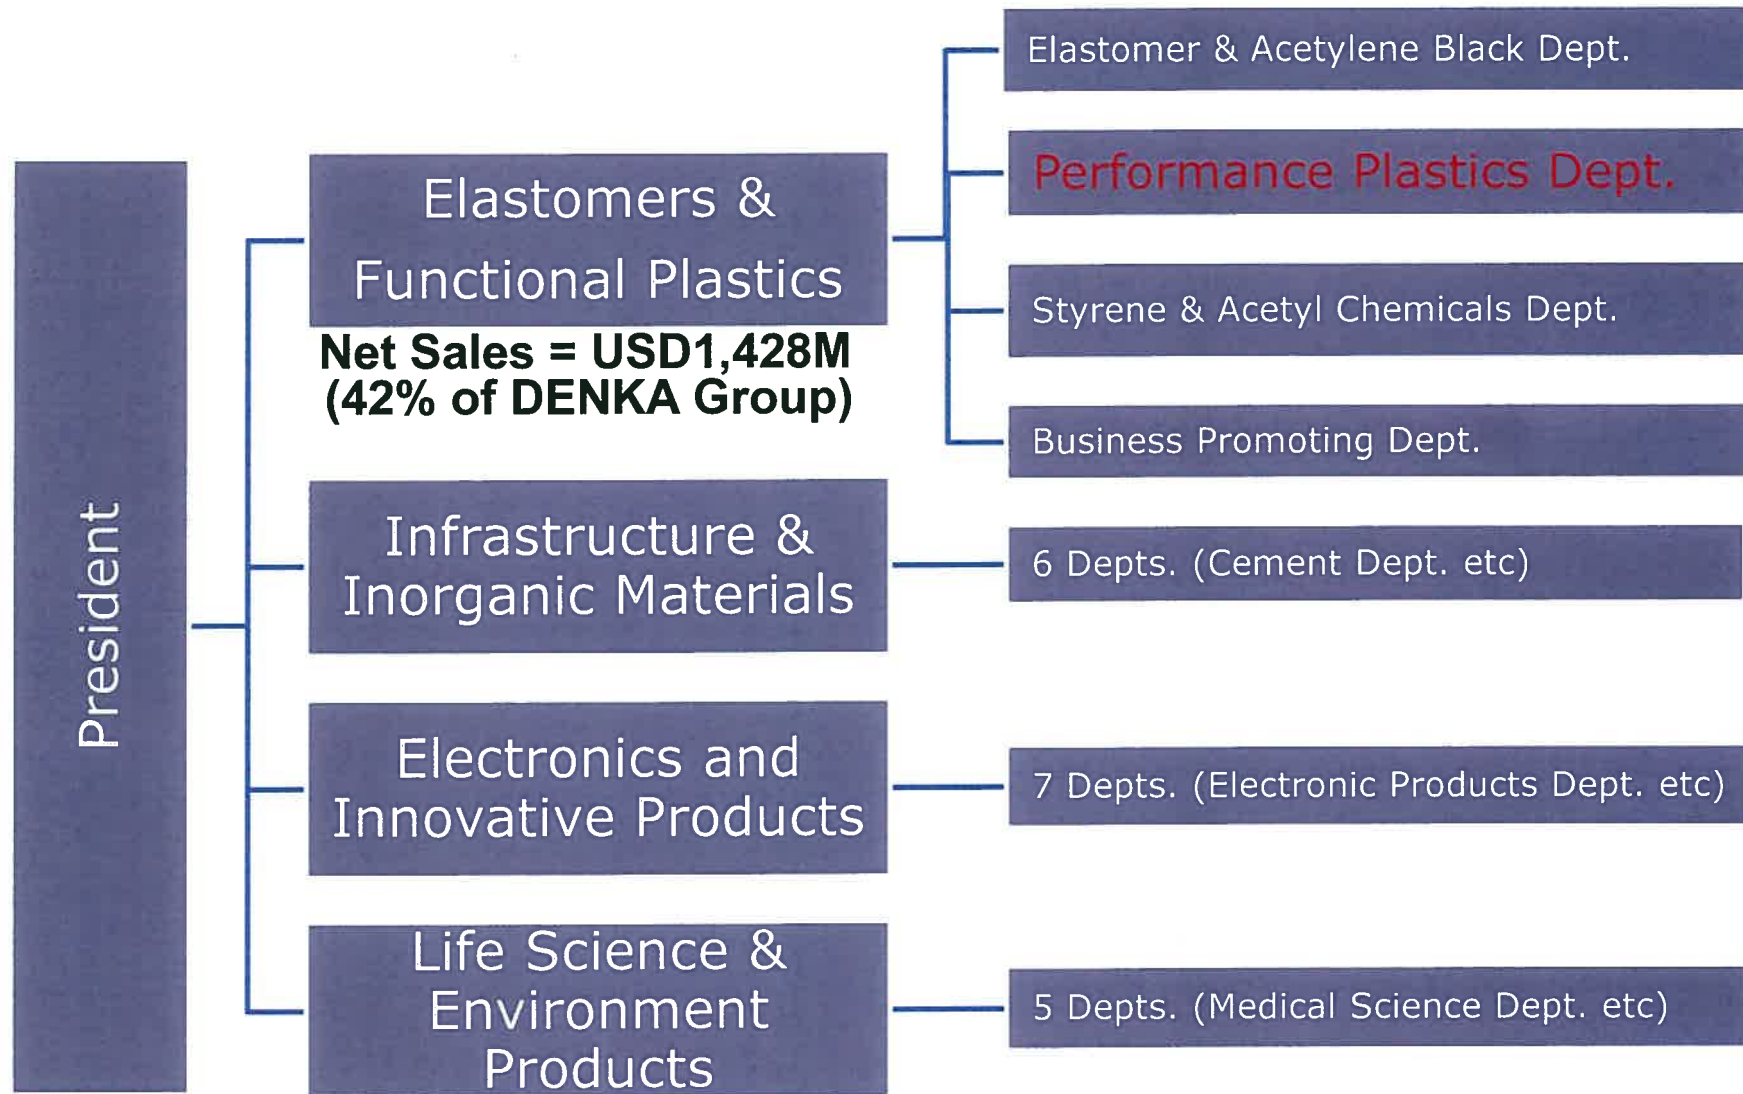 President
Elastomers &
Functional Plastics
Net Sales = USD1,428M
(42% of DENKA Group)
Elastomer & Acetylene Black Dept.
Performance Plastics Dept.
Styrene & Acetyl Chemicals Dept.
Business Promoting Dept.
Infrastructure &
Inorganic Materials
6 Depts. (Cement Dept. etc)
Electronics and
Innovative Products
7 Depts. (Electronic Products Dept. etc)
Life Science &
Environment
Products
5 Depts. (Medical Science Dept. etc)